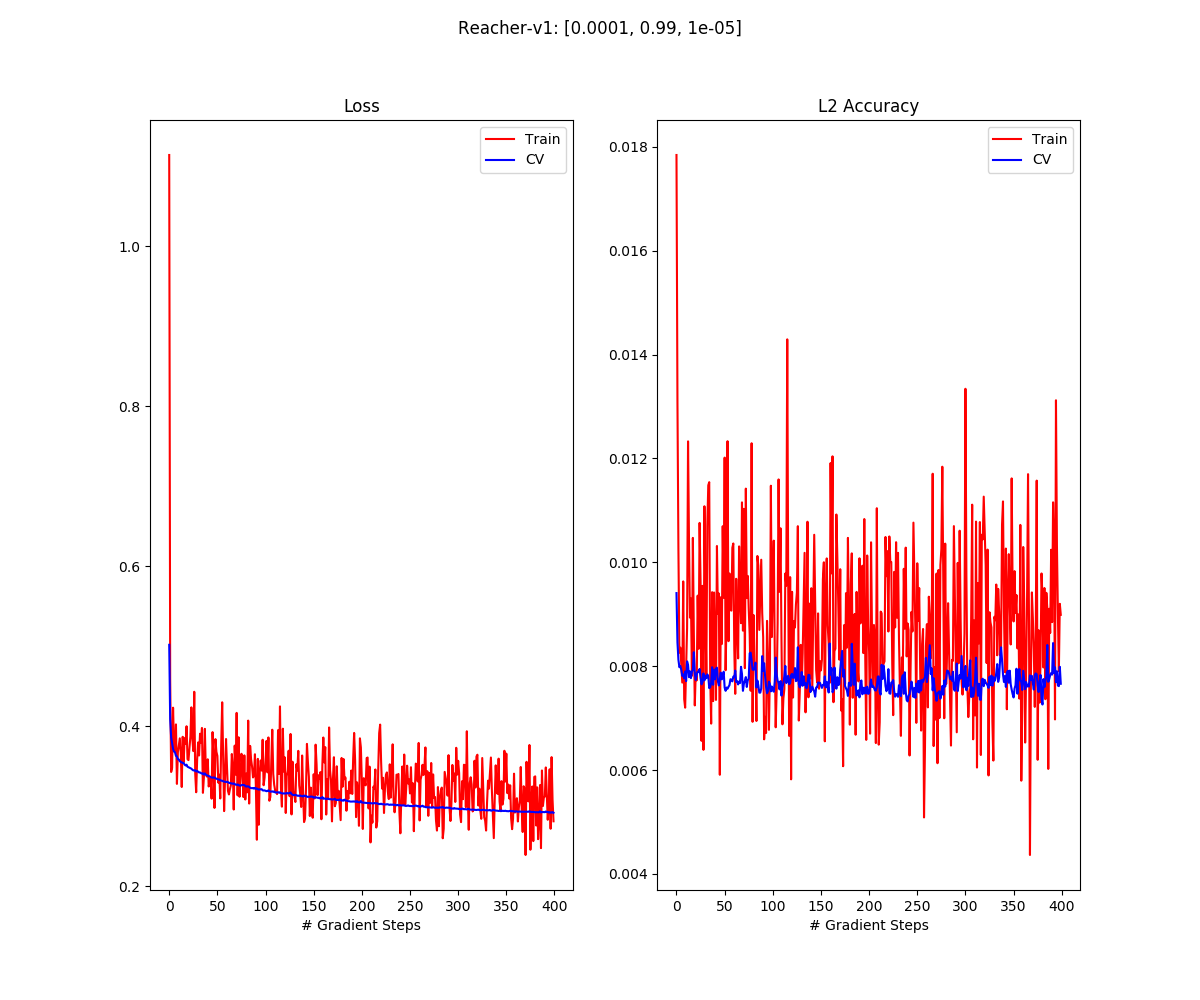 Reacher-v1: [0.0001, 0.99, 1e-05]
Loss
Train
CV
1.0
0.8
0.6
0.4
0.2
0 50 100 150 200 250 300 350 400
# Gradient Steps
L2 Accuracy
Train
CV
0.018
0.016
0.014
0.012
0.010
0.008
0.006
0.004
0 50 100 150 200 250 300 350 400
# Gradient Steps